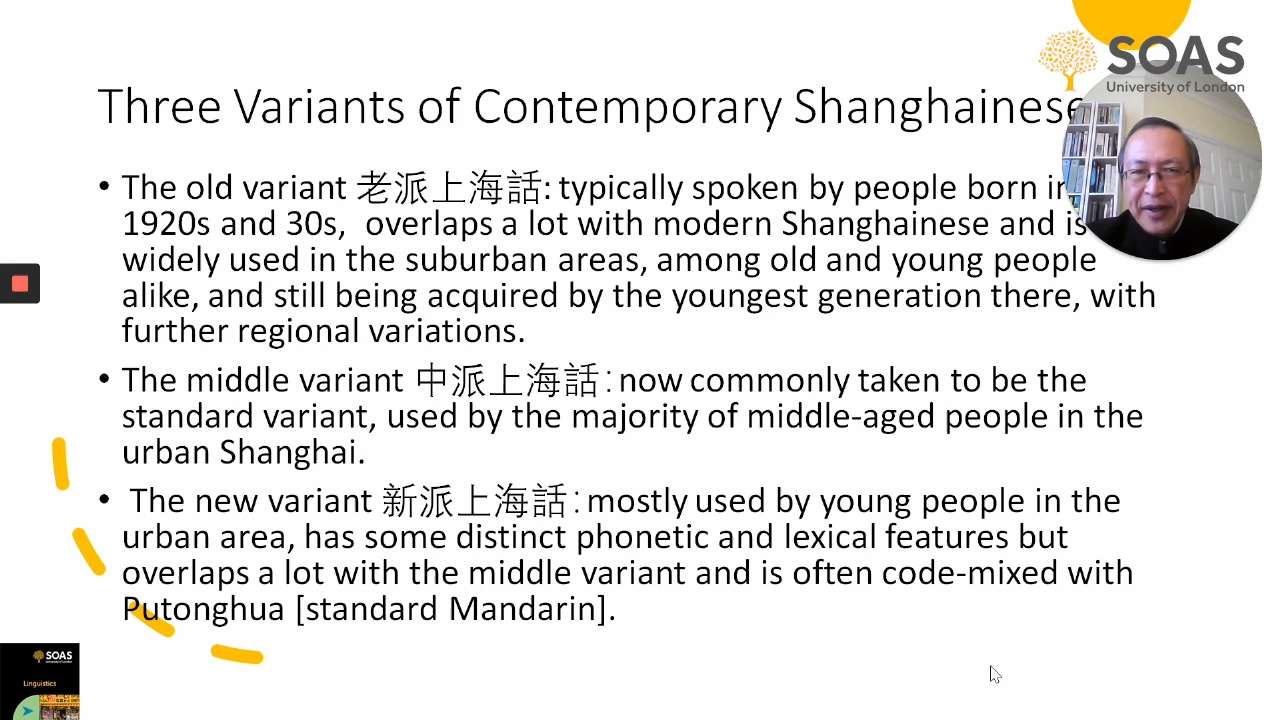 SOAS
University of London
Three Variants of Contemporary Shanghainese
• The old variant 老派上海話: typically spoken by people born in
1920s and 30s, overlaps a lot with modern Shanghainese and is
widely used in the suburban areas, among old and young people
alike, and still being acquired by the youngest generation there, with
further regional variations.
• The middle variant 中派上海話: now commonly taken to be the
standard variant, used by the majority of middle-aged people in the
urban Shanghai.
• The new variant 新派上海話: mostly used by young people in the
urban area, has some distinct phonetic and lexical features but
overlaps a lot with the middle variant and is often code-mixed with
Putonghua [standard Mandarin].
SOAS
University of London
Linguistics